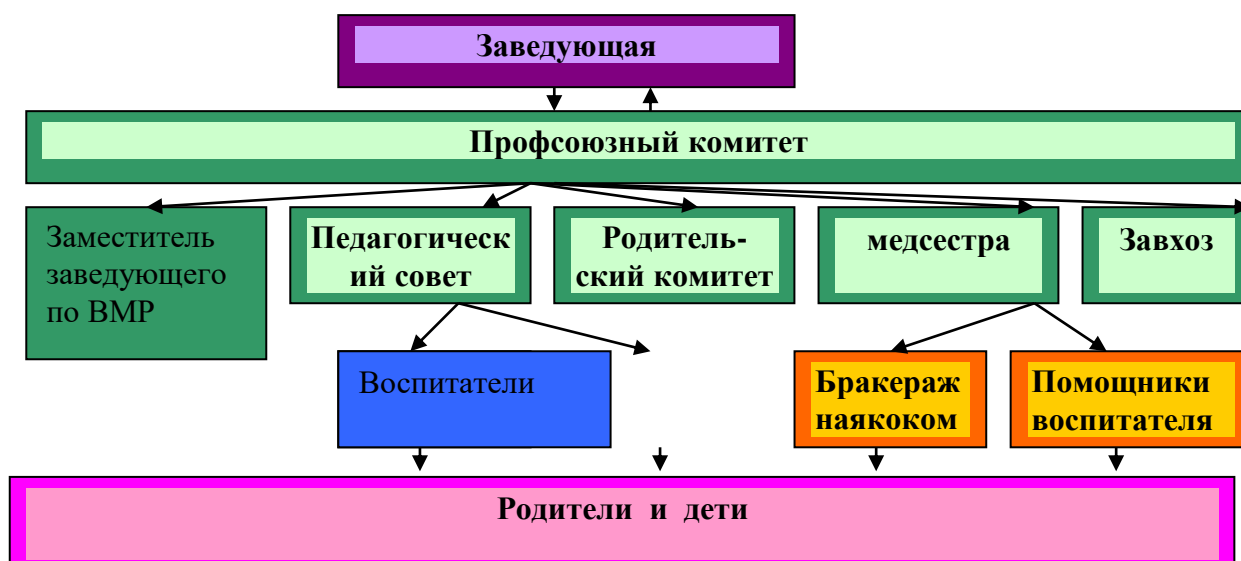 Заведующая
Профсоюзный комитет
Заместитель
заведующего
по ВМР
Педагогическ
ий совет
Родитель-
ский комитет
медсестра
Завхоз
Воспитатели
Бракераж
наякоком
Помощники
воспитателя
Родители и дети